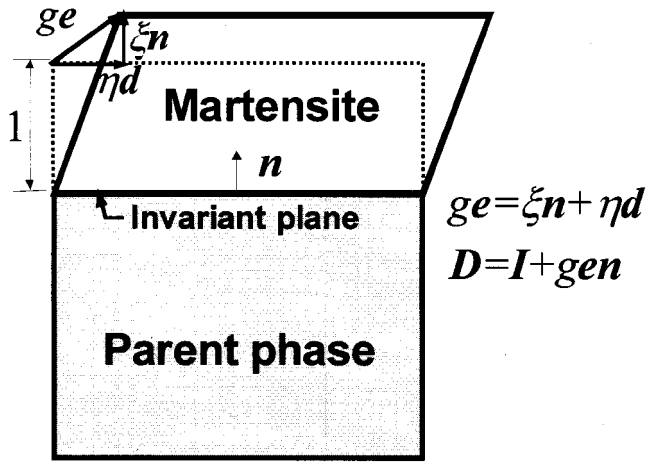 ge
ξn
ηd
1
Martensite
n
Invariant plane
ge=ξn+ηd
D=I+gen
Parent phase